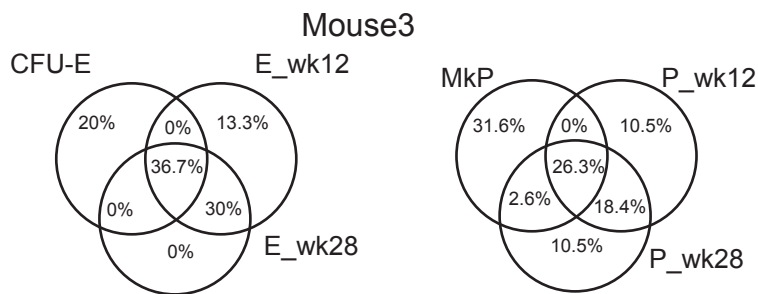 Mouse3
CFU-E
E_wk12
20%
0%
13.3%
36.7%
0%
30%
0%
E_wk28
MkP
P_wk12
31.6%
0%
10.5%
26.3%
2.6%
18.4%
10.5%
P_wk28